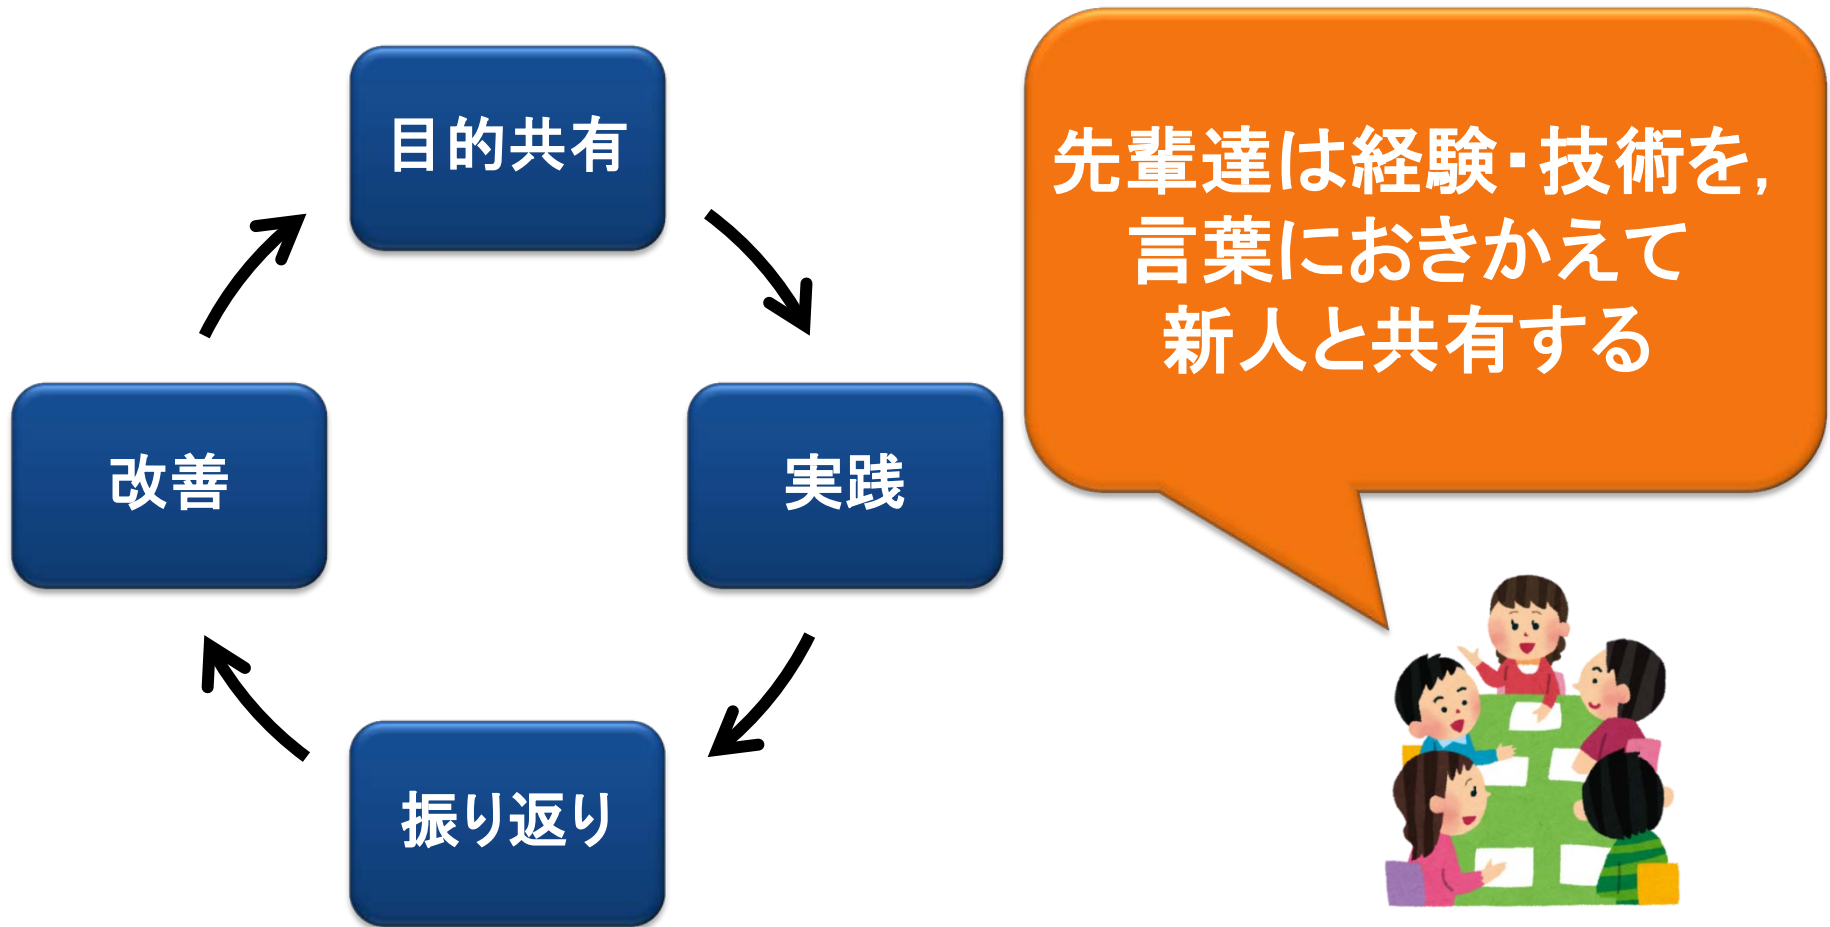 目的共有
実践
振り返り
改善
先輩達は経験・技術を,
言葉におきかえて
新人と共有する